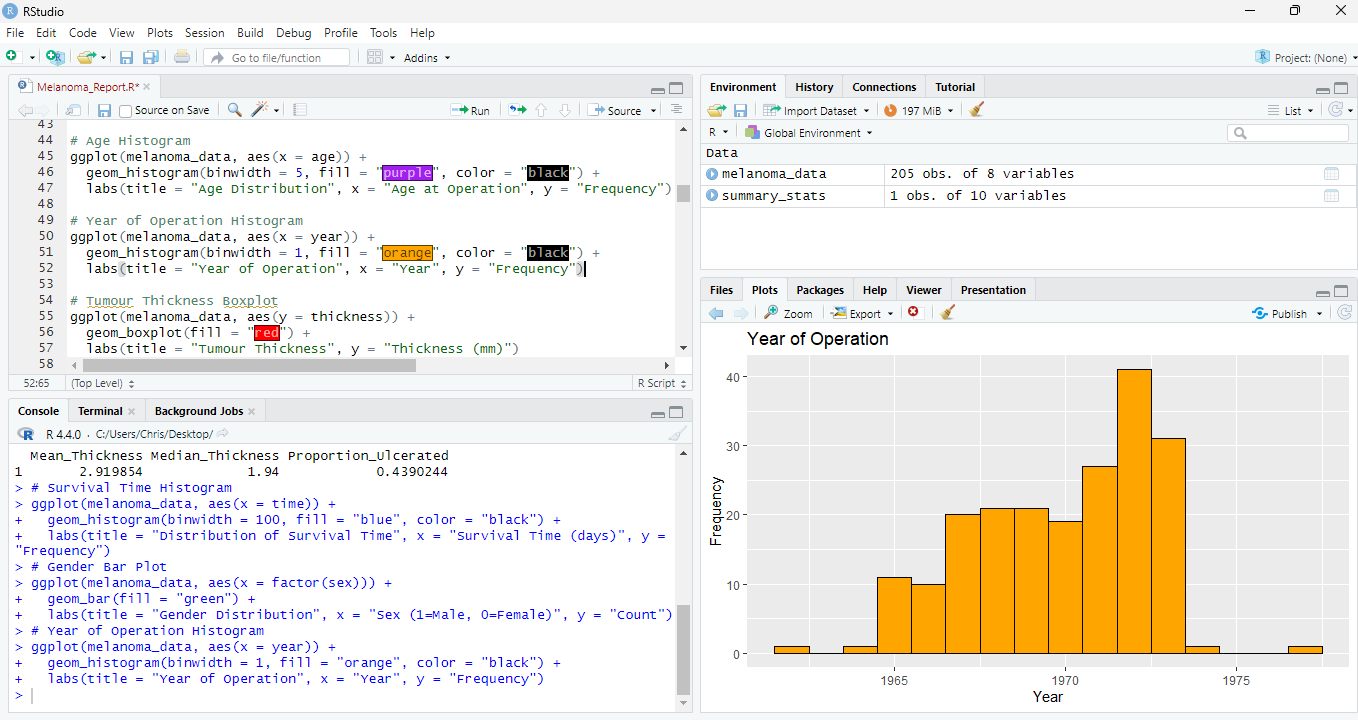 RStudio
File Edit Code View Plots Session Build Debug Profile Tools Help
Go to file/function Addins Project: (None)
Melanoma_Report.R*
Source on Save Run Source
43
44 # Age Histogram
45 ggplot(melanoma_data, aes(x = age)) +
46 geom_histogram(binwidth = 5, fill = "purple", color = "black") +
47 labs(title = "Age Distribution", x = "Age at Operation", y = "Frequency")
48
49 # Year of Operation Histogram
50 ggplot(melanoma_data, aes(x = year)) +
51 geom_histogram(binwidth = 1, fill = "orange", color = "black") +
52 labs(title = "Year of Operation", x = "Year", y = "Frequency")
53
54 # Tumour Thickness Boxplot
55 ggplot(melanoma_data, aes(y = thickness)) +
56 geom_boxplot(fill = "red") +
57 labs(title = "Tumour Thickness", y = "Thickness (mm)")
58
52:65 (Top Level) R Script
Console Terminal Background Jobs
R R 4.4.0 · C:/Users/Chris/Desktop/
Mean_Thickness Median_Thickness Proportion_Ulcerated
1 2.919854 1.94 0.4390244
> # Survival Time Histogram
> ggplot(melanoma_data, aes(x = time)) +
+ geom_histogram(binwidth = 100, fill = "blue", color = "black") +
+ labs(title = "Distribution of Survival Time", x = "Survival Time (days)", y =
"Frequency")
> # Gender Bar Plot
> ggplot(melanoma_data, aes(x = factor(sex))) +
+ geom_bar(fill = "green") +
+ labs(title = "Gender Distribution", x = "Sex (1=Male, 0=Female)", y = "Count")
> # Year of Operation Histogram
> ggplot(melanoma_data, aes(x = year)) +
+ geom_histogram(binwidth = 1, fill = "orange", color = "black") +
+ labs(title = "Year of Operation", x = "Year", y = "Frequency")
>
Environment History Connections Tutorial
Import Dataset 197 MiB List
R Global Environment
Data
melanoma_data 205 obs. of 8 variables
summary_stats 1 obs. of 10 variables
Files Plots Packages Help Viewer Presentation
Zoom Export Publish
Year of Operation
40
30
20
10
0
Frequency
1965 1970 1975
Year